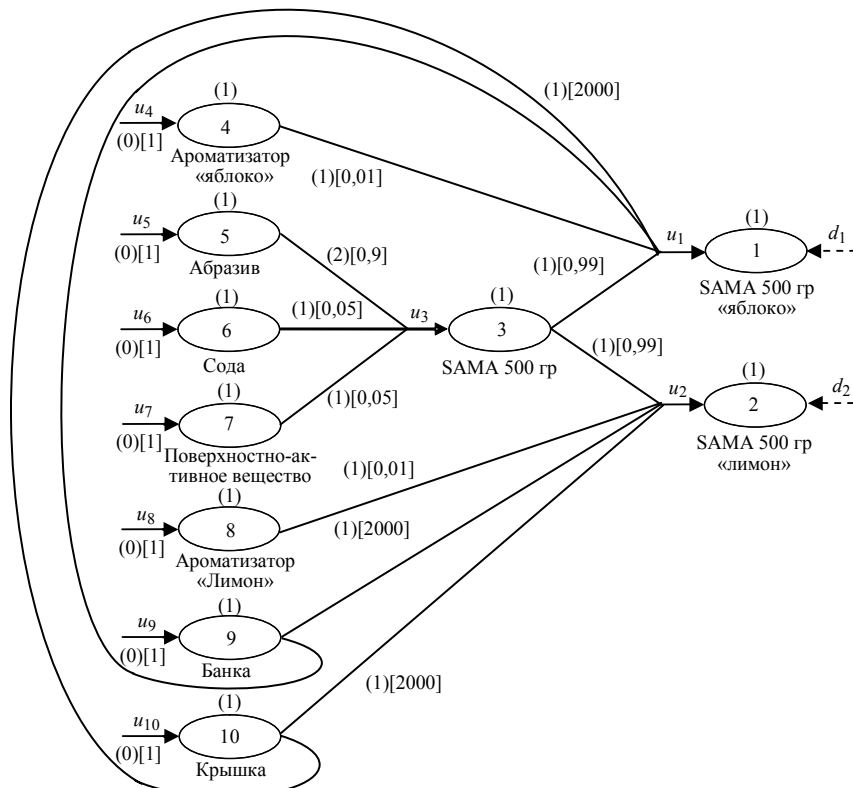 (1)[2000]
(1)
u4
(0)[1]
4
Ароматизатор
«яблоко»
(1)[0,01]
(1)
u5
(0)[1]
5
Абразив
(2)[0,9]
(1)
u6
(0)[1]
6
Сода
(1)[0,05]
u3
(1)
3
SAMA 500 гр
(1)[0,99]
u1
(1)
1
d1
SAMA 500 гр
«яблоко»
(1)[0,99]
u2
(1)
2
d2
SAMA 500 гр
«лимон»
(1)
u7
(0)[1]
7
Поверхностно-ак-
тивное вещество
(1)[0,05]
(1)
u8
(0)[1]
8
Ароматизатор
«Лимон»
(1)[0,01]
(1)[2000]
(1)
u9
(0)[1]
9
Банка
(1)[2000]
(1)
u10
(0)[1]
10
Крышка